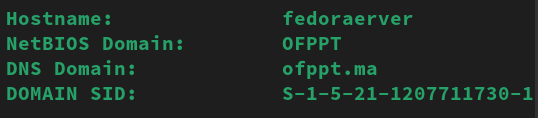 Hostname: fedoraerver
NetBIOS Domain: OFPPT
DNS Domain: ofppt.ma
DOMAIN SID: S-1-5-21-1207711730-1